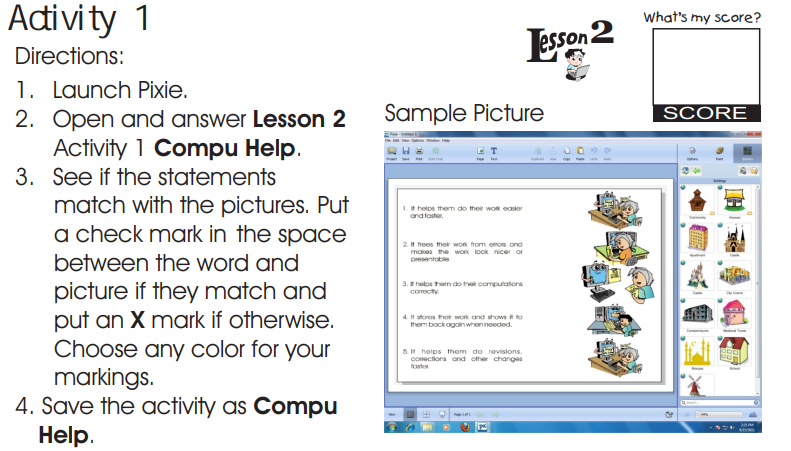 Activity 1
Directions:
1. Launch Pixie.
2. Open and answer Lesson 2
Activity 1 Compu Help.
3. See if the statements
match with the pictures. Put
a check mark in the space
between the word and
picture if they match and
put an X mark if otherwise.
Choose any color for your
markings.
4. Save the activity as Compu
Help.
Lesson 2
What's my score?
SCORE
Sample Picture
1. It helps them do their work easier
and faster.
2. It frees their work from errors and
makes the work look nicer or
presentable.
3. It helps them do their computations
correctly.
4. It stores their work and shows it to
them back again when needed.
5. It helps them do revisions,
corrections and other changes
faster.